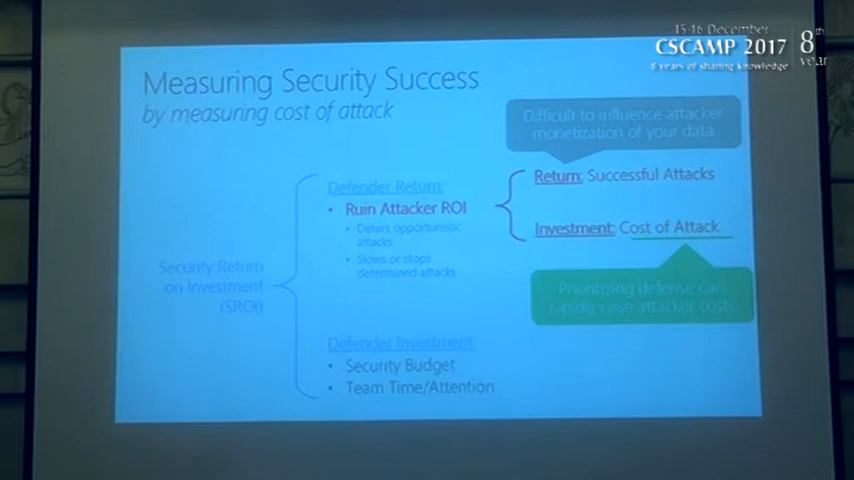 15-16 December
CSCAMP 2017
8th
year
8 years of sharing knowledge
Measuring Security Success
by measuring cost of attack
Difficult to influence attacker
monetization of your data
Defender Return:
• Ruin Attacker ROI
• Deters opportunistic
attacks
• Slows or stops
determined attacks
Return: Successful Attacks
Investment: Cost of Attack
Security Return
on Investment
(SROI)
Prioritizing defense can
rapidly raise attacker costs
Defender Investment
• Security Budget
• Team Time/Attention